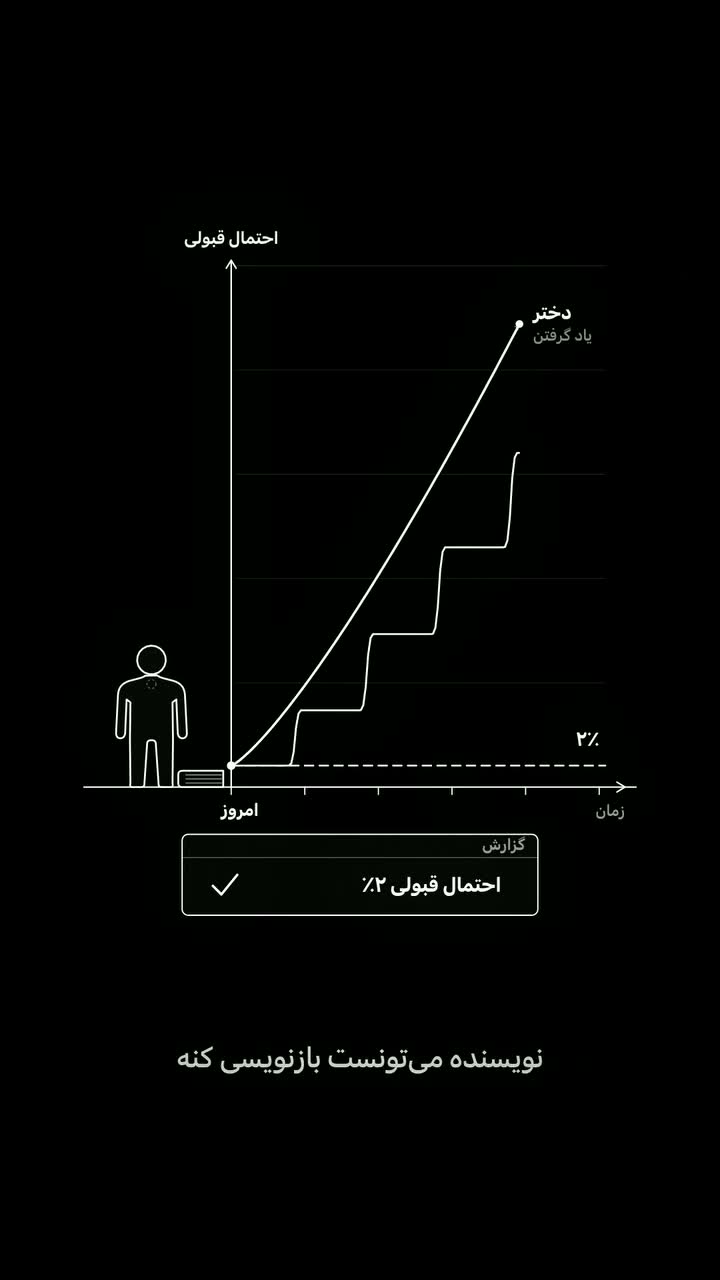 احتمال قبولی
دختر
یاد گرفتن
۲٪
امروز
زمان
گزارش
احتمال قبولی ۲٪
نویسنده می‌تونست بازنویسی کنه